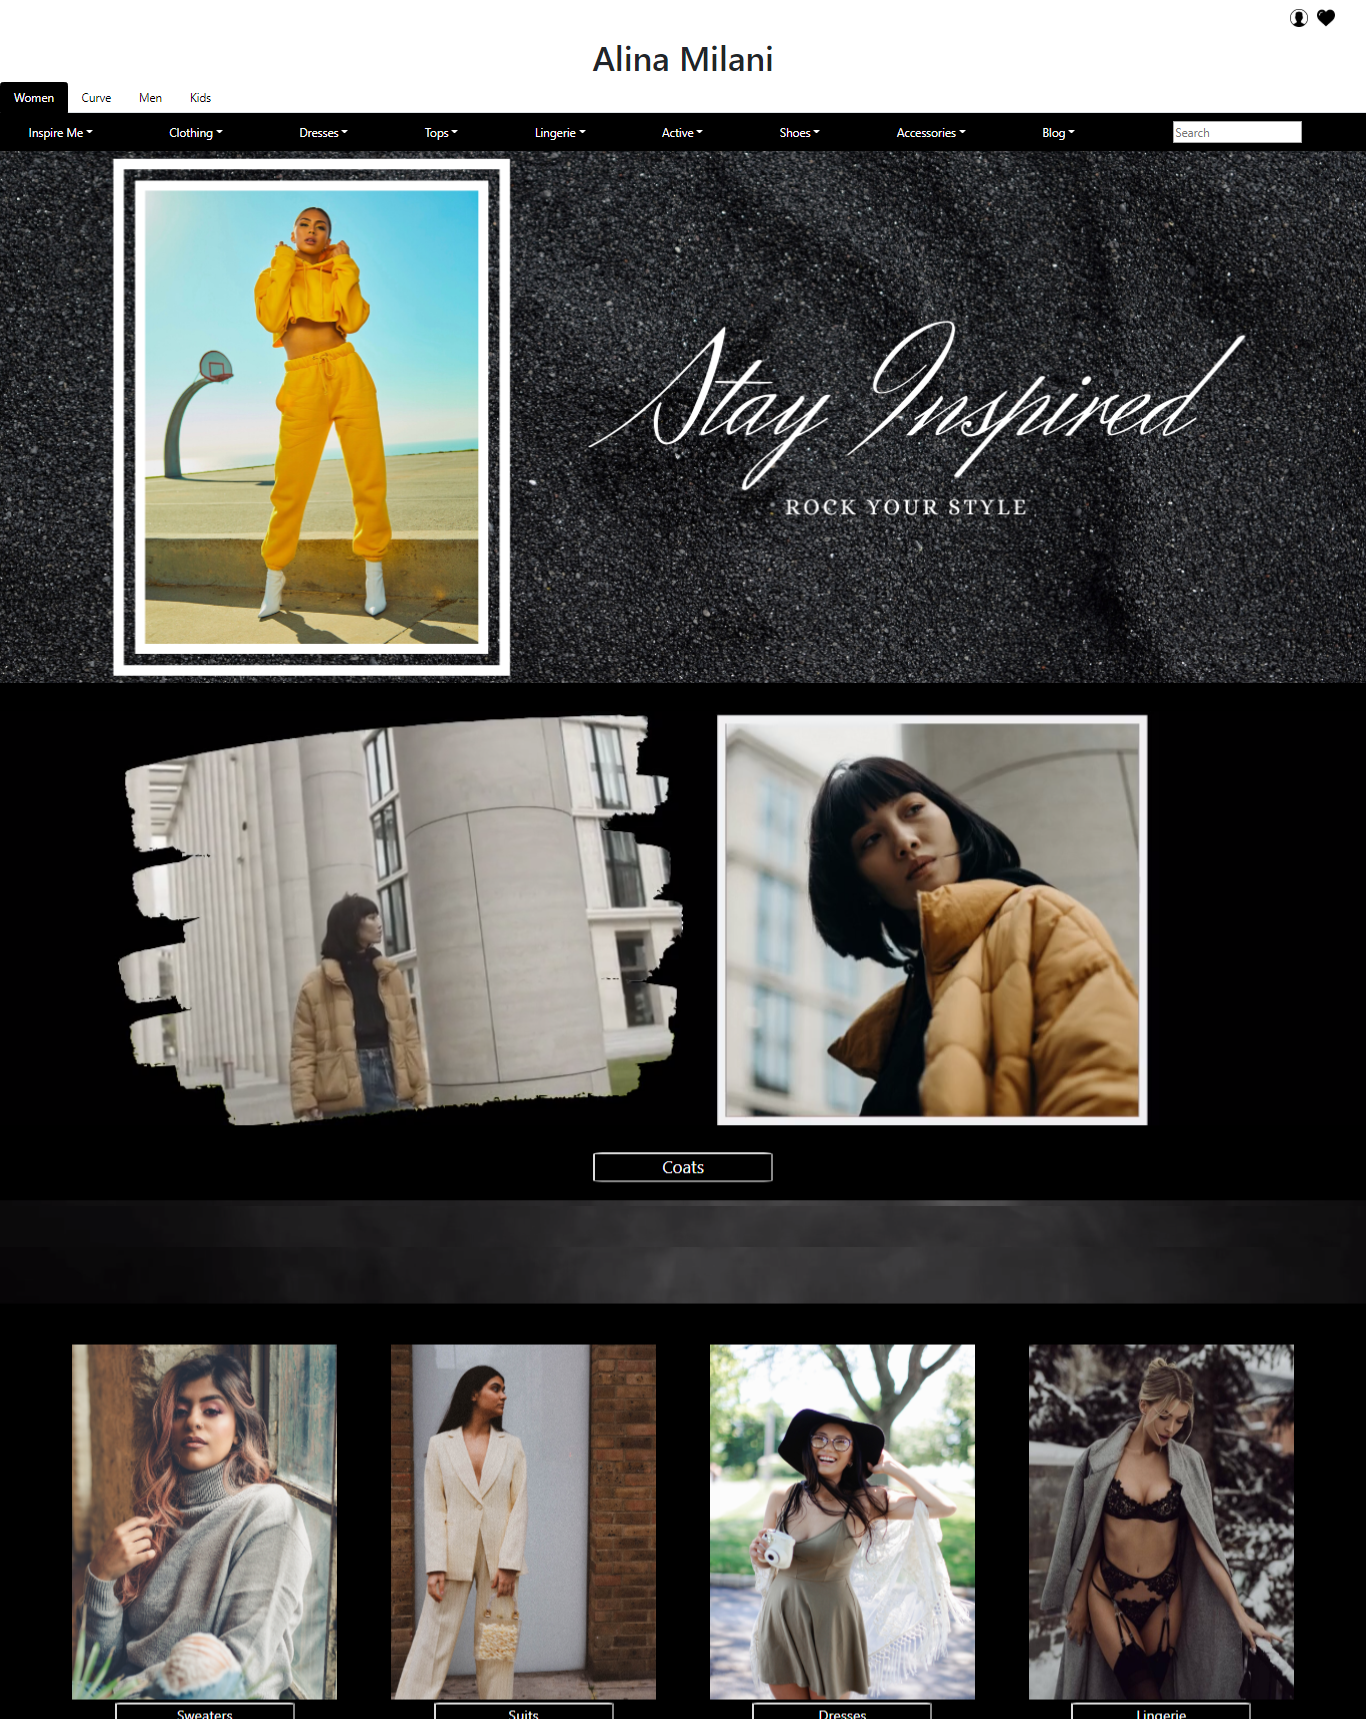 Alina Milani
Women Curve Men Kids
Inspire Me Clothing Dresses Tops Lingerie Active Shoes Accessories Blog Search
Stay Inspired
ROCK YOUR STYLE
Coats
Sweaters Suits Dresses Lingerie